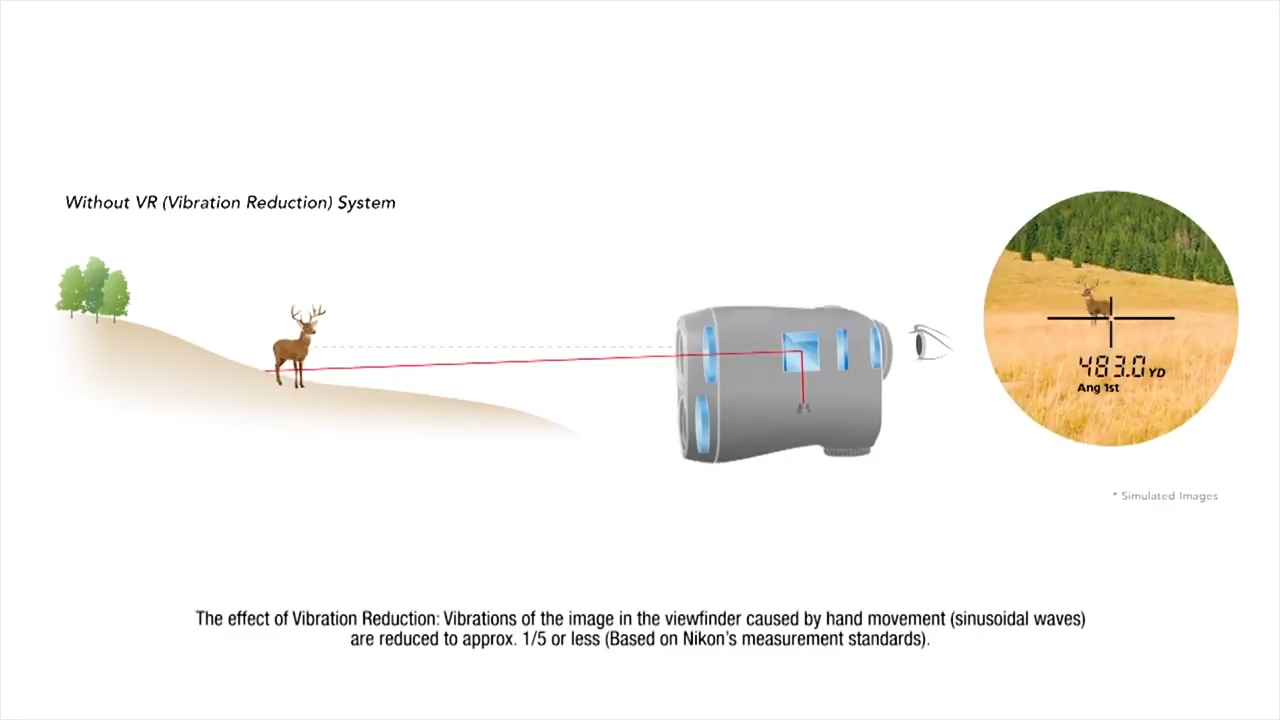 Without VR (Vibration Reduction) System
483.0 YD
Ang 1st
* Simulated Images
The effect of Vibration Reduction: Vibrations of the image in the viewfinder caused by hand movement (sinusoidal waves)
are reduced to approx. 1/5 or less (Based on Nikon's measurement standards).